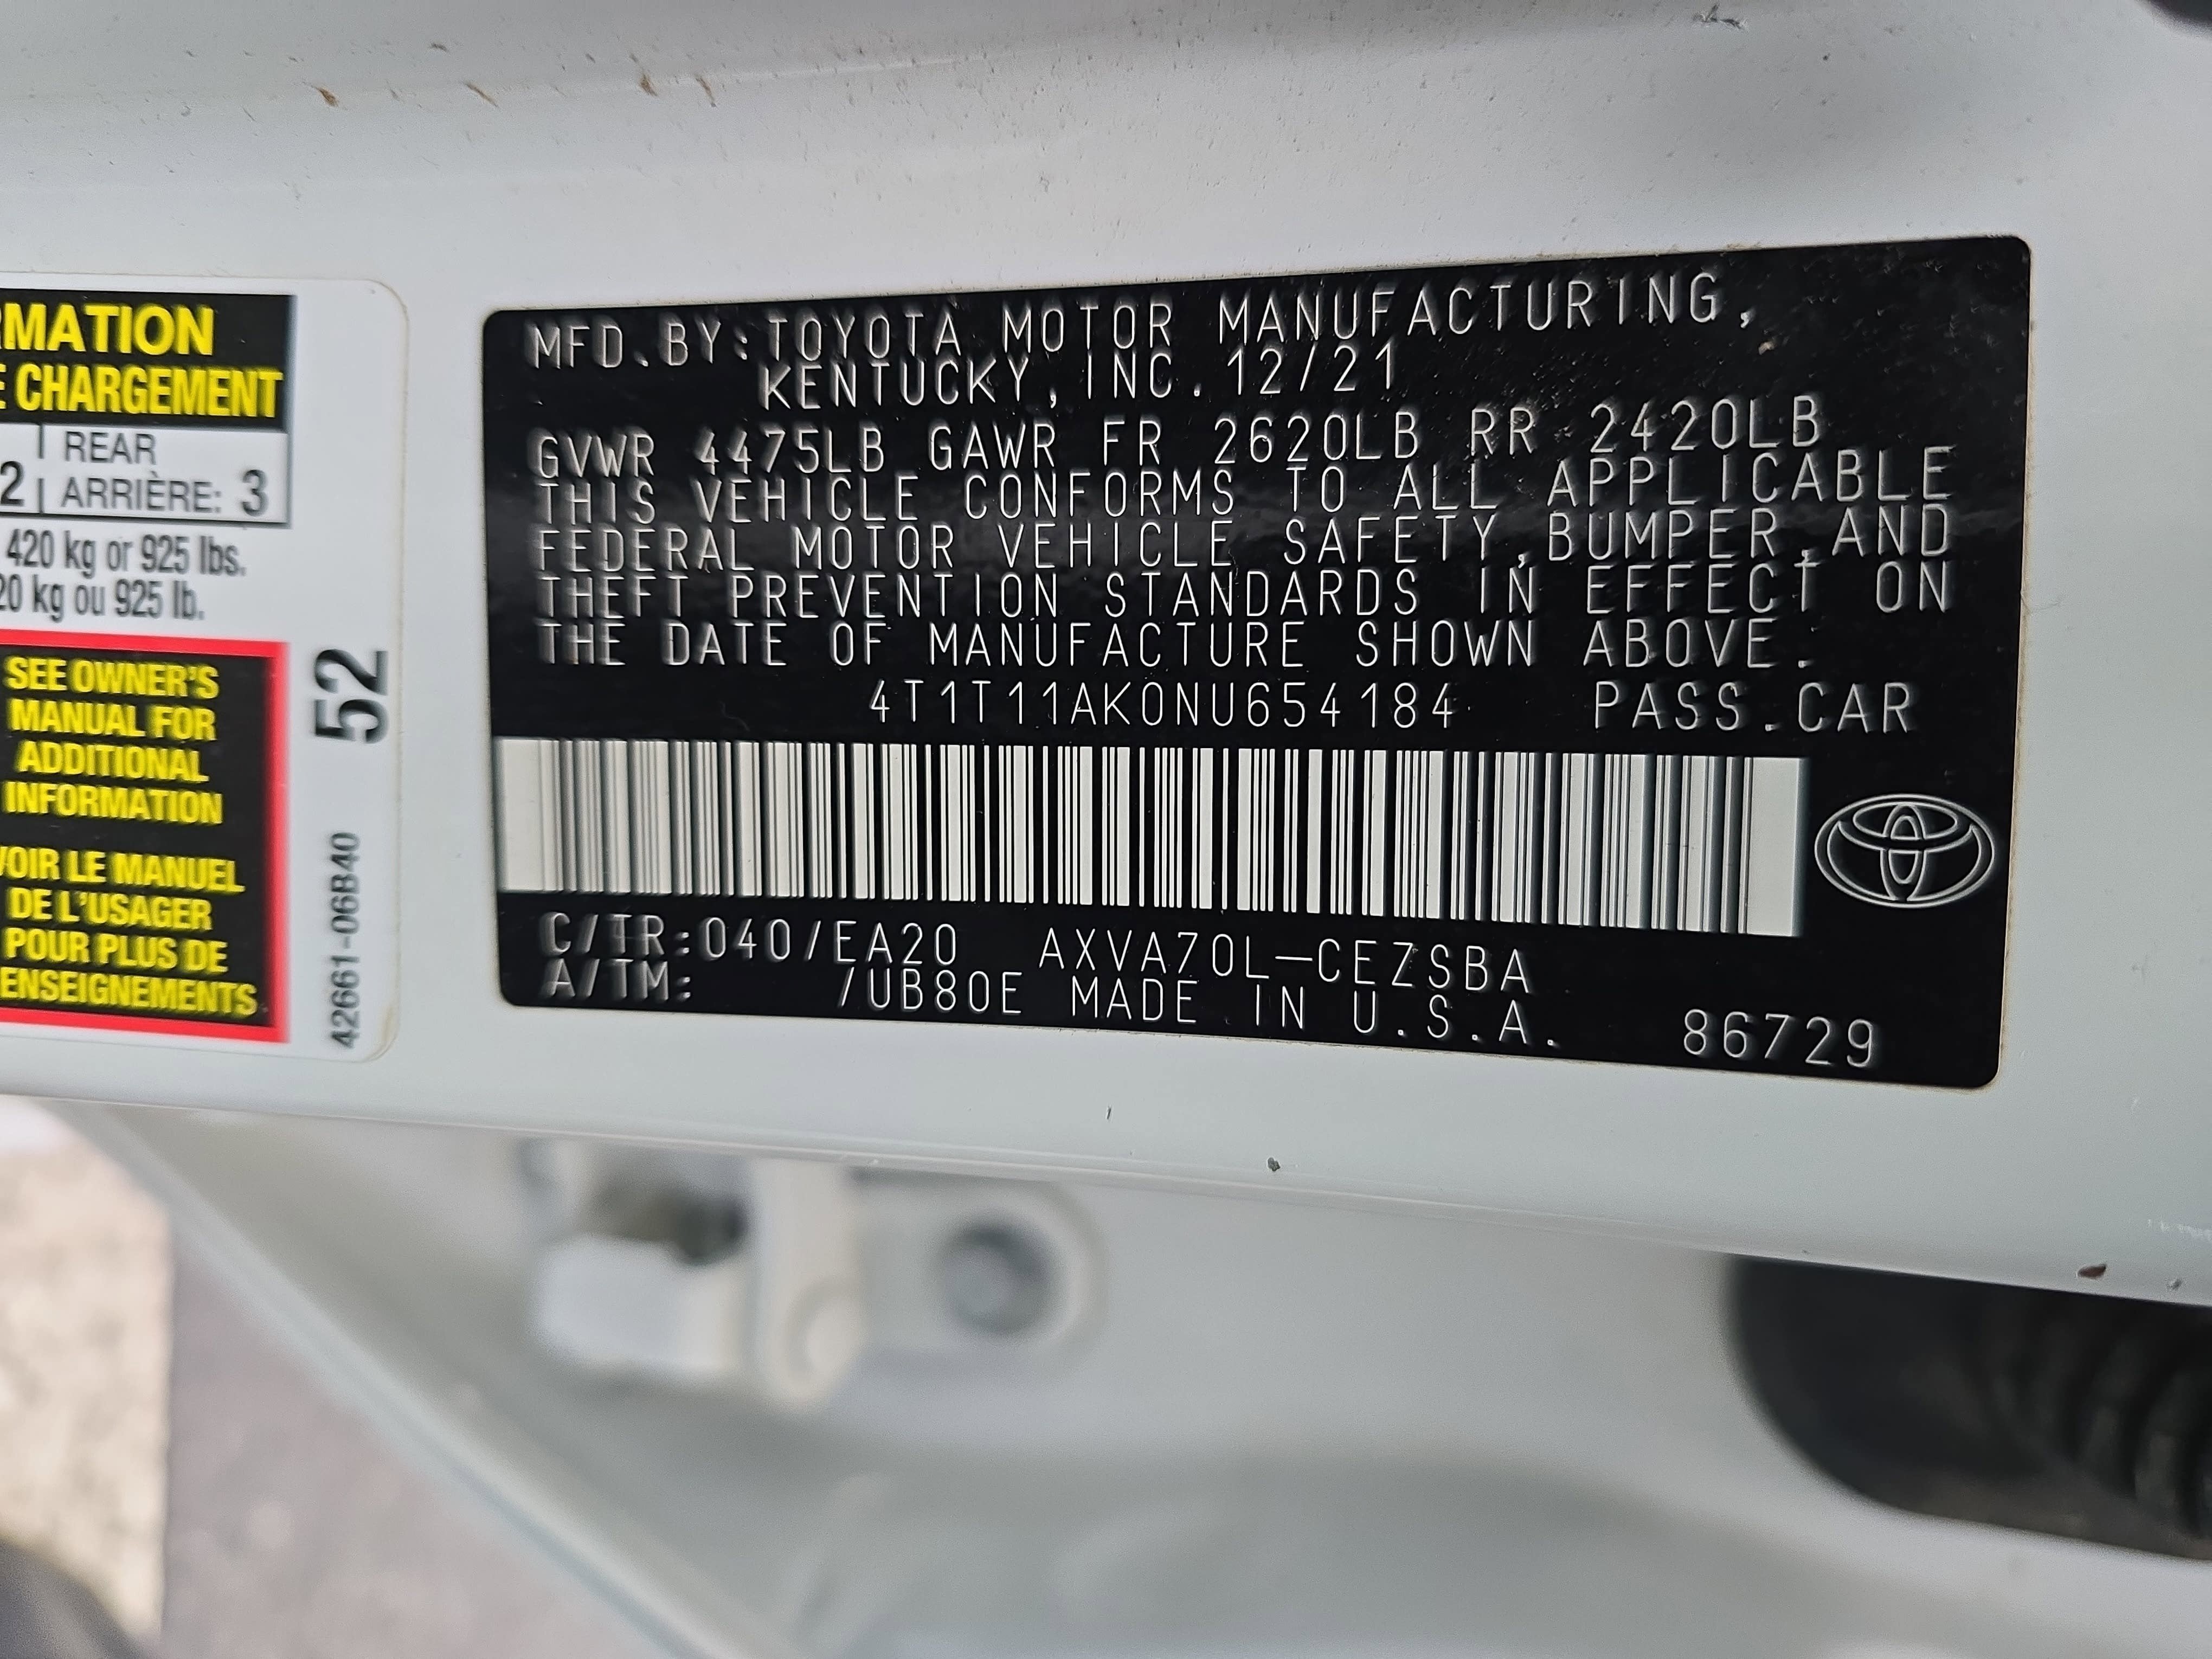 RMATION
E CHARGEMENT
REAR
2 | ARRIÈRE: 3
420 kg or 925 lbs.
20 kg ou 925 lb.
SEE OWNER'S
MANUAL FOR
ADDITIONAL
INFORMATION
VOIR LE MANUEL
DE L'USAGER
POUR PLUS DE
ENSEIGNEMENTS
52
42661-06B40
MFD.BY:TOYOTA MOTOR MANUFACTURING,
KENTUCKY,INC.12/21
GVWR 4475LB GAWR FR 2620LB RR 2420LB
THIS VEHICLE CONFORMS TO ALL APPLICABLE
FEDERAL MOTOR VEHICLE SAFETY,BUMPER,AND
THEFT PREVENTION STANDARDS IN EFFECT ON
THE DATE OF MANUFACTURE SHOWN ABOVE.
4T1T11AK0NU654184 PASS.CAR
C/TR:040/EA20 AXVA70L-CEZSBA
A/TM: /UB80E MADE IN U.S.A. 86729